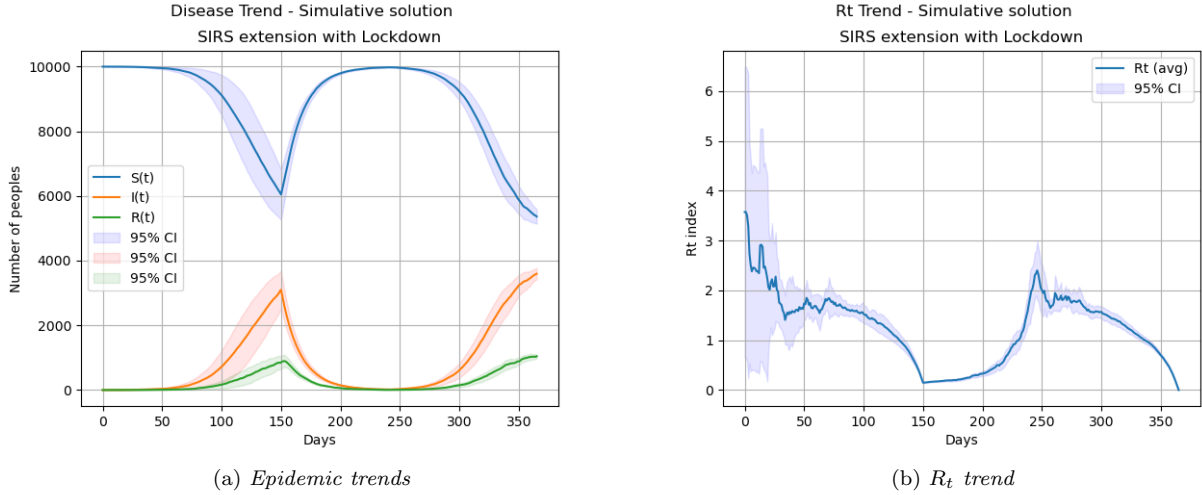 Disease Trend - Simulative solution
SIRS extension with Lockdown
Number of peoples
10000
8000
6000
4000
2000
0
S(t)
I(t)
R(t)
95% CI
95% CI
95% CI
0 50 100 150 200 250 300 350
Days
(a) Epidemic trends
Rt Trend - Simulative solution
SIRS extension with Lockdown
Rt index
6
5
4
3
2
1
0
Rt (avg)
95% CI
0 50 100 150 200 250 300 350
Days
(b) Rt trend